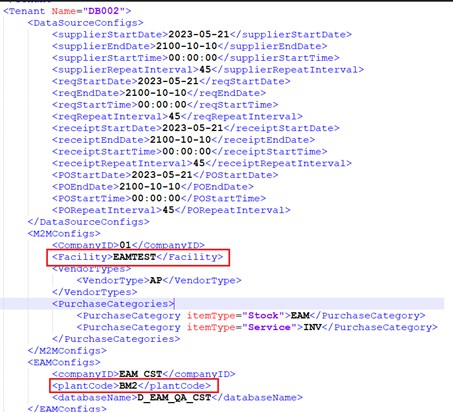 <Tenant Name="DB002">
<DataSourceConfigs>
<supplierStartDate>2023-05-21</supplierStartDate>
<supplierEndDate>2100-10-10</supplierEndDate>
<supplierStartTime>00:00:00</supplierStartTime>
<supplierRepeatInterval>45</supplierRepeatInterval>
<reqStartDate>2023-05-21</reqStartDate>
<reqEndDate>2100-10-10</reqEndDate>
<reqStartTime>00:00:00</reqStartTime>
<reqRepeatInterval>45</reqRepeatInterval>
<receiptStartDate>2023-05-21</receiptStartDate>
<receiptEndDate>2100-10-10</receiptEndDate>
<receiptStartTime>00:00:00</receiptStartTime>
<receiptRepeatInterval>45</receiptRepeatInterval>
<POStartDate>2023-05-21</POStartDate>
<POEndDate>2100-10-10</POEndDate>
<POStartTime>00:00:00</POStartTime>
<PORepeatInterval>45</PORepeatInterval>
</DataSourceConfigs>
<M2MConfigs>
<CompanyID>01</CompanyID>
<Facility>EAMTEST</Facility>
<VendorTypes>
<VendorType>AP</VendorType>
</VendorTypes>
<PurchaseCategories>
<PurchaseCategory itemType="Stock">EAM</PurchaseCategory>
<PurchaseCategory itemType="Service">INV</PurchaseCategory>
</PurchaseCategories>
</M2MConfigs>
<EAMConfigs>
<companyID>EAM_CST</companyID>
<plantCode>BM2</plantCode>
<databaseName>D_EAM_QA_CST</databaseName>
</EAMConfigs>